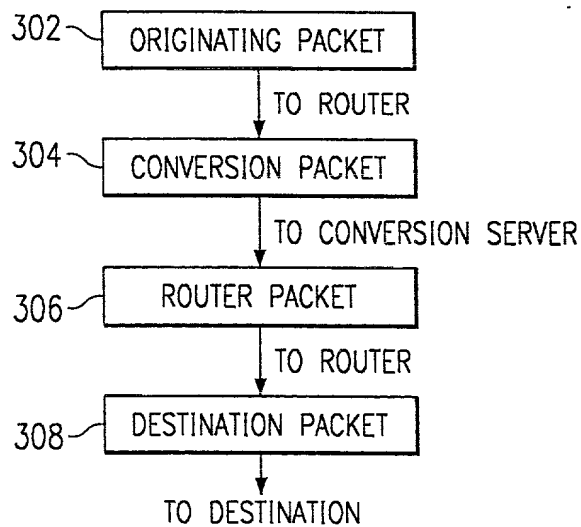 302 ORIGINATING PACKET
TO ROUTER
304 CONVERSION PACKET
TO CONVERSION SERVER
306 ROUTER PACKET
TO ROUTER
308 DESTINATION PACKET
TO DESTINATION